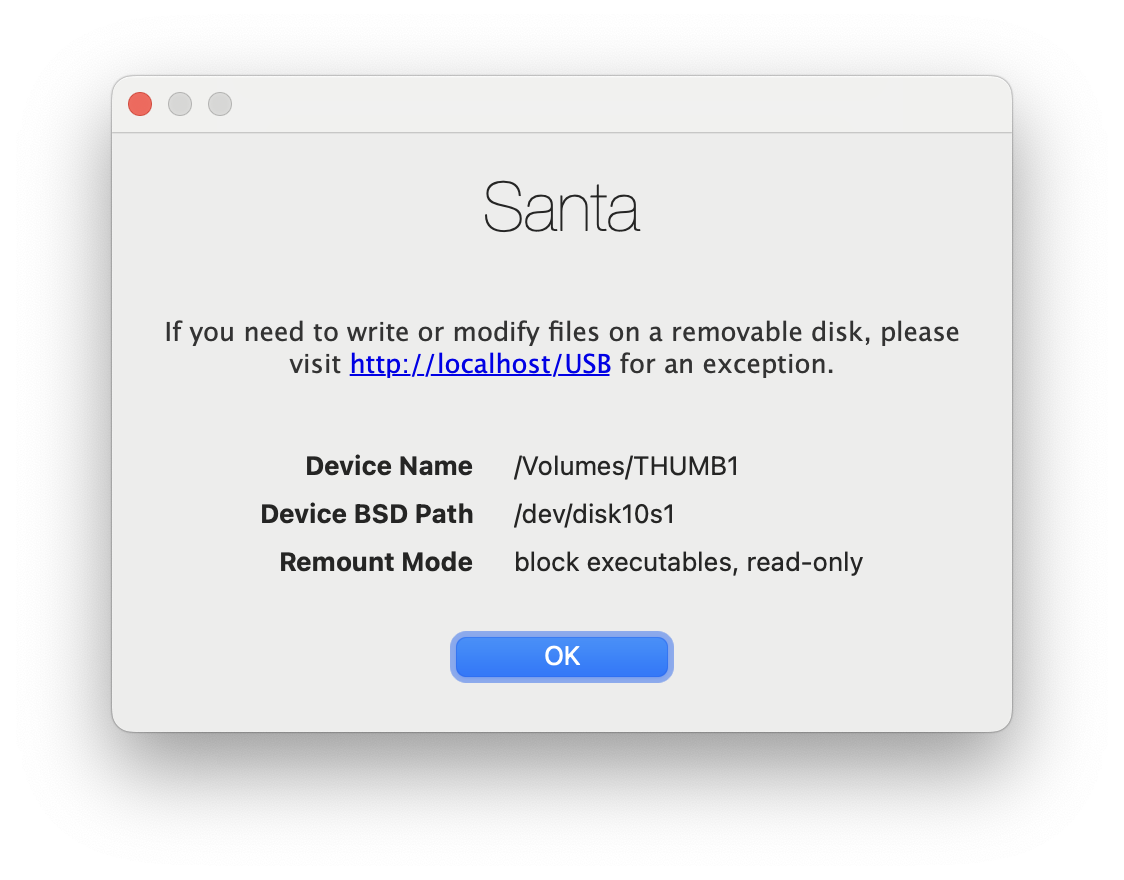 Santa
If you need to write or modify files on a removable disk, please
visit http://localhost/USB for an exception.
Device Name /Volumes/THUMB1
Device BSD Path /dev/disk10s1
Remount Mode block executables, read-only
OK